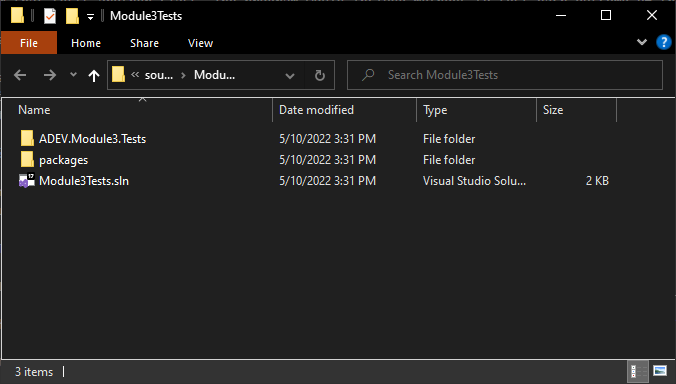 Module3Tests
File Home Share View
« sou... › Modu... Search Module3Tests
Name Date modified Type Size
ADEV.Module3.Tests 5/10/2022 3:31 PM File folder
packages 5/10/2022 3:31 PM File folder
17 Module3Tests.sln 5/10/2022 3:31 PM Visual Studio Solu... 2 KB
3 items